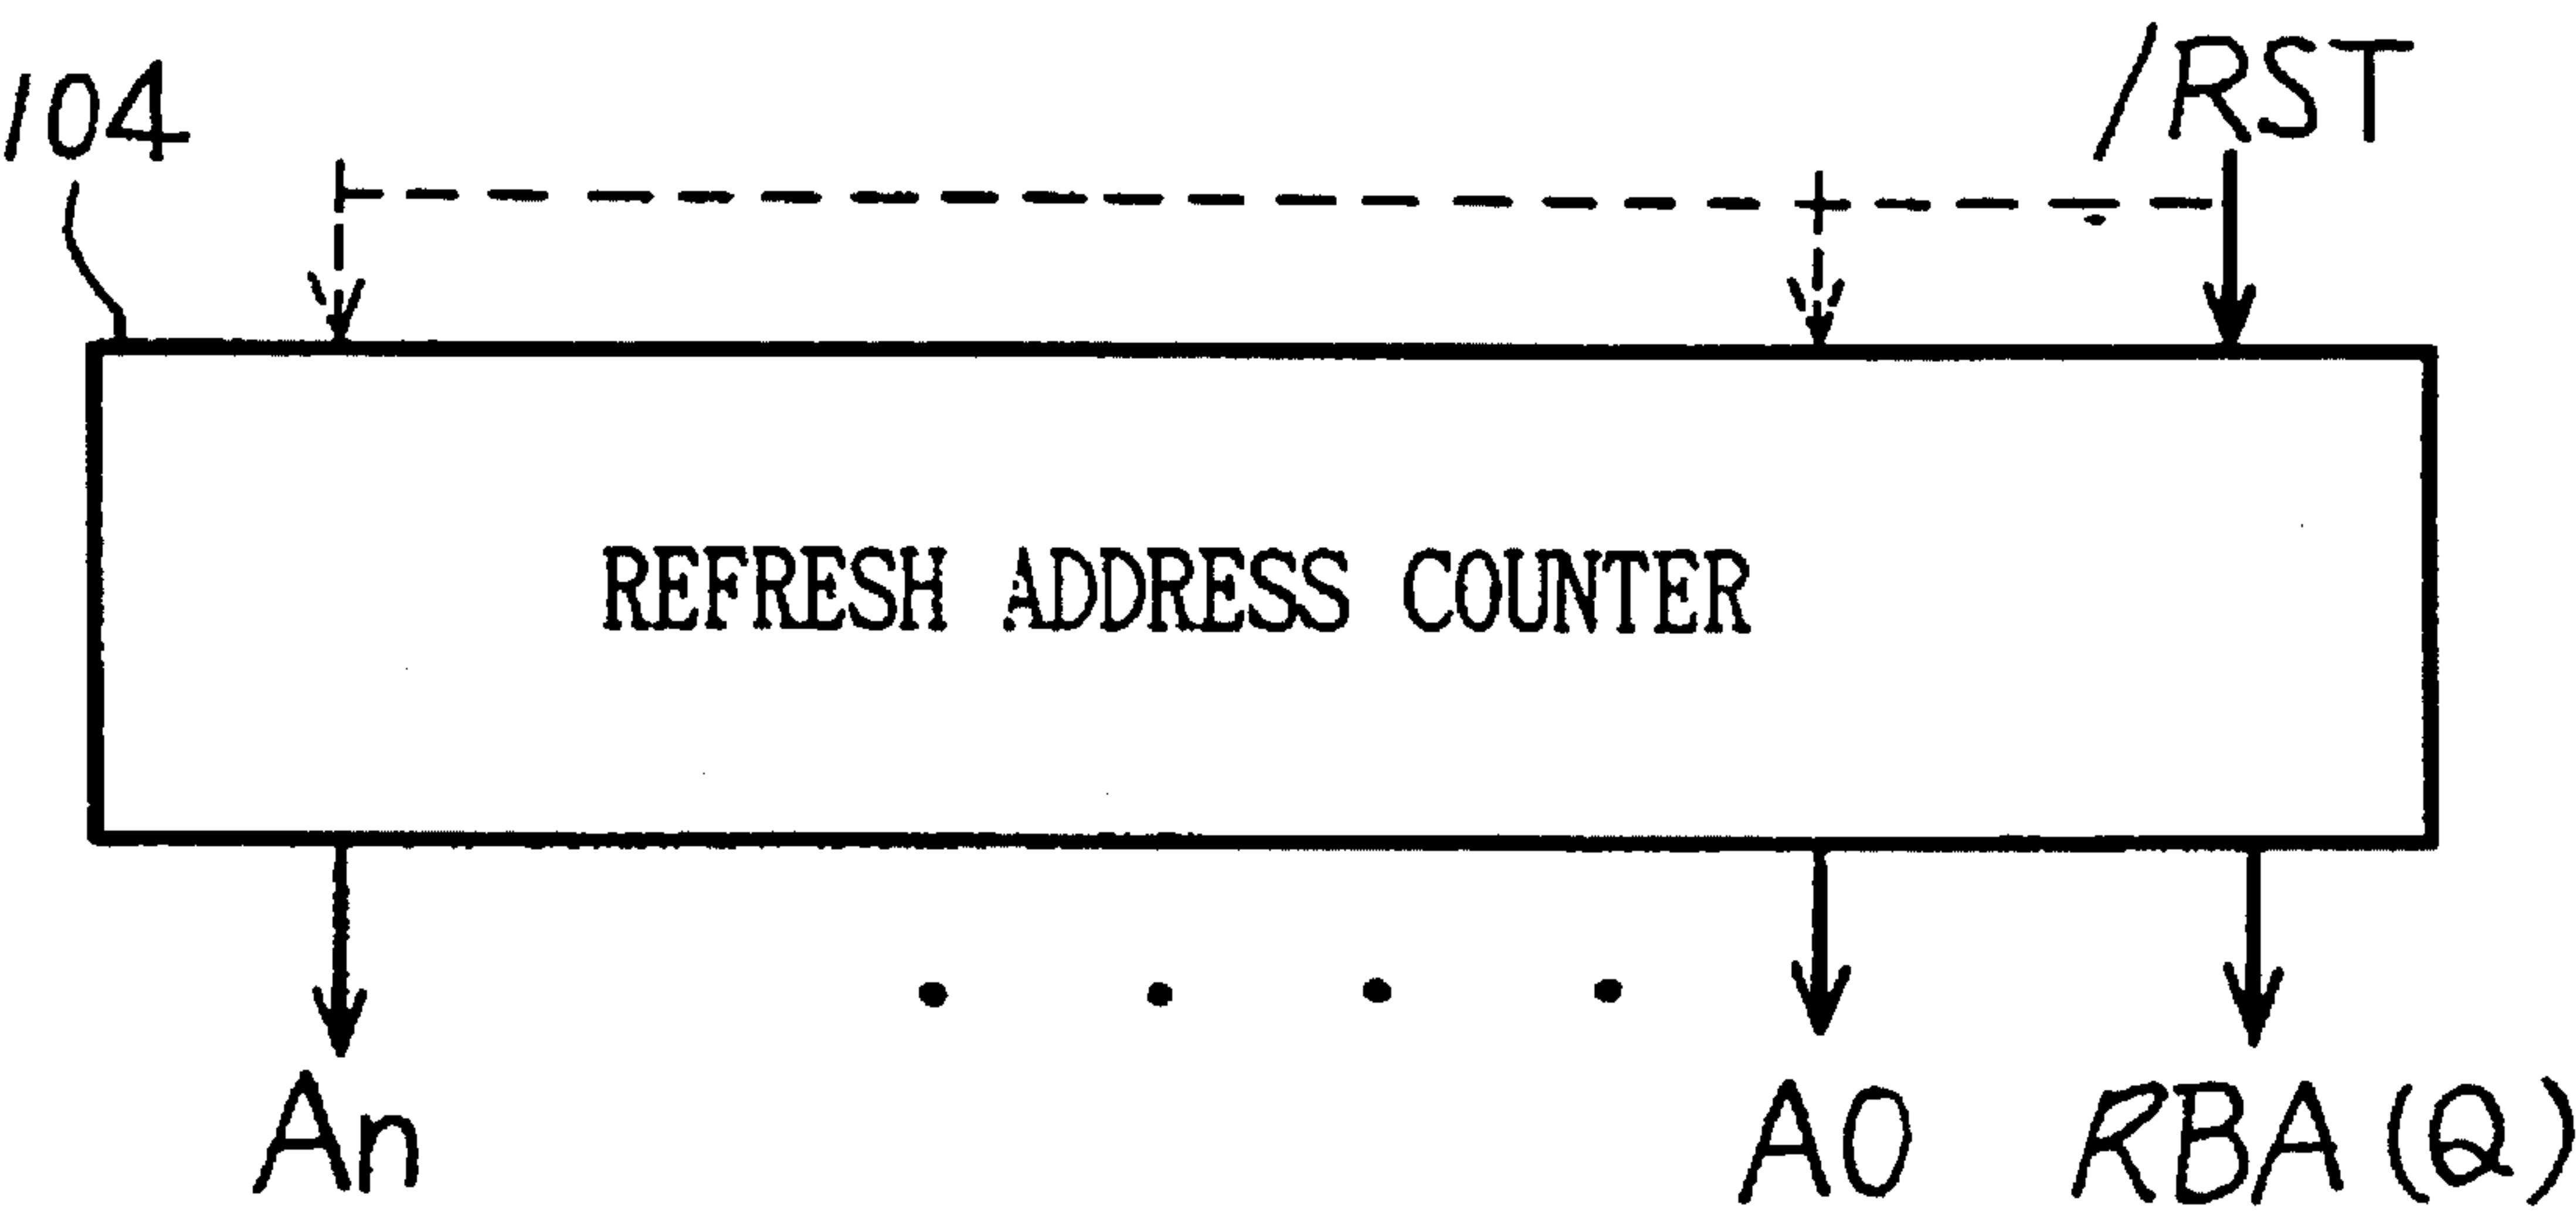 104
/RST
REFRESH ADDRESS COUNTER
An
A0
RBA(Q)